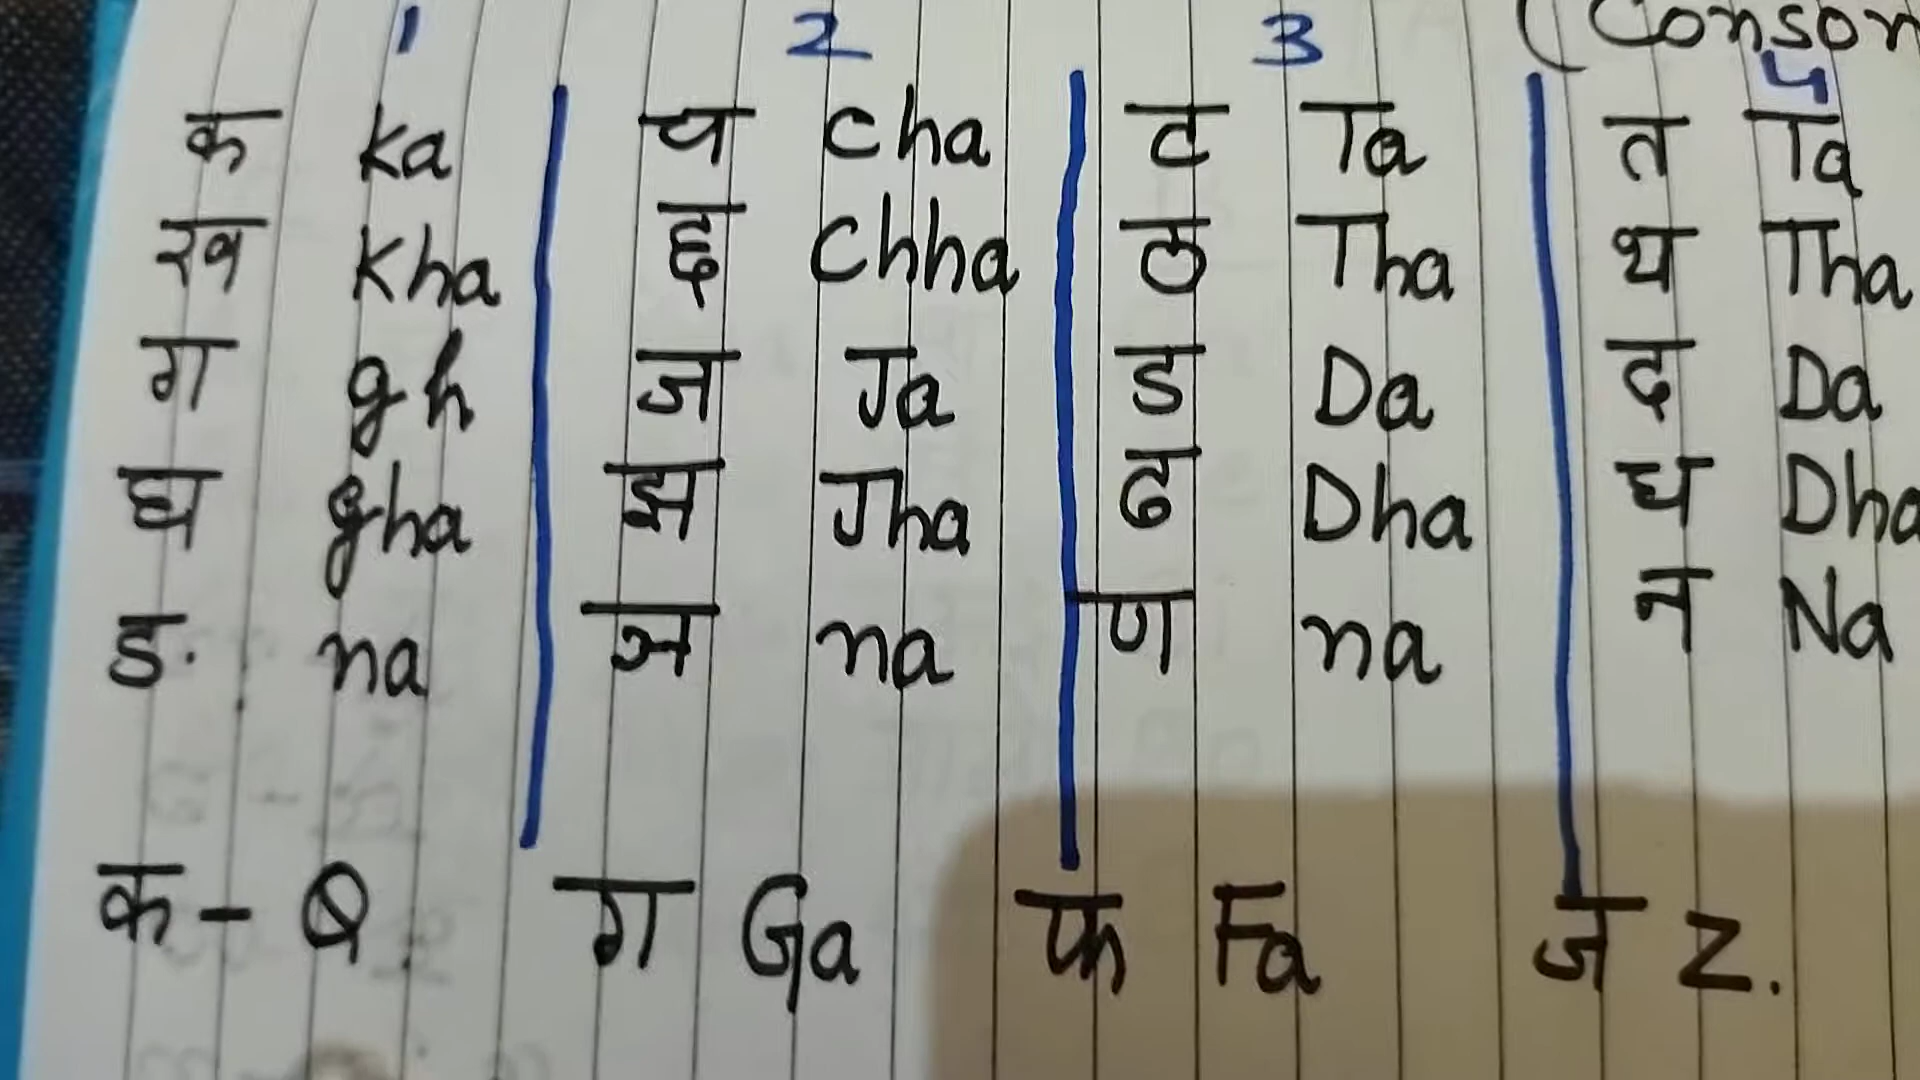 (Conson
1 2 3 4
क ka च cha ट Ta त Ta
ख kha छ Chha ठ Tha थ Tha
ग gh ज Ja ड Da द Da
घ gha झ Jha ढ Dha ध Dha
ङ na ञ na ण na न Na
क - Q ग Ga फ Fa ज Z.